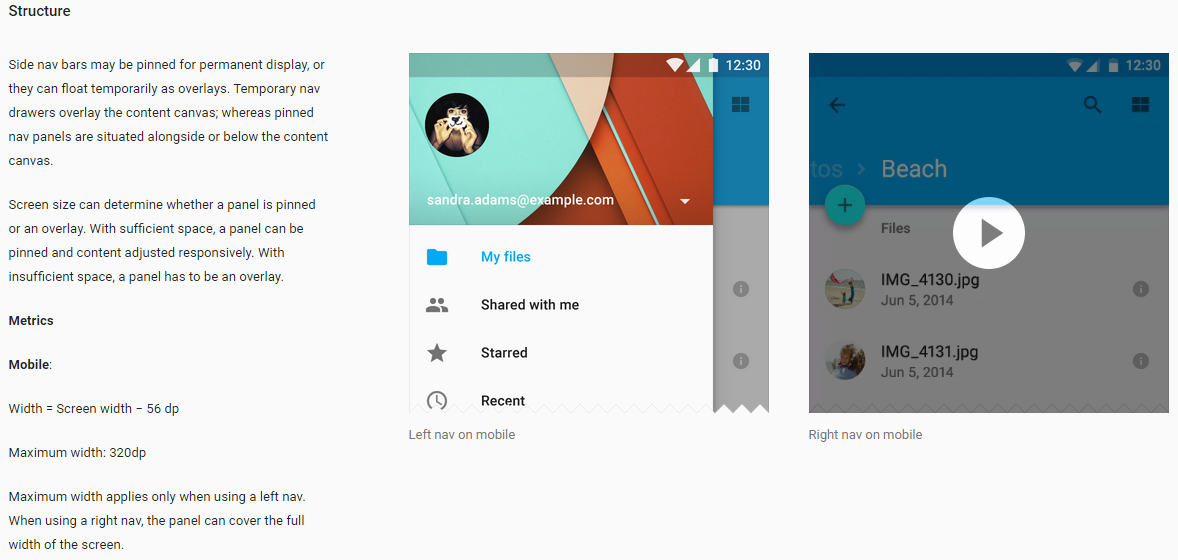 Structure
Side nav bars may be pinned for permanent display, or
they can float temporarily as overlays. Temporary nav
drawers overlay the content canvas; whereas pinned
nav panels are situated alongside or below the content
canvas.
Screen size can determine whether a panel is pinned
or an overlay. With sufficient space, a panel can be
pinned and content adjusted responsively. With
insufficient space, a panel has to be an overlay.
Metrics
Mobile:
Width = Screen width − 56 dp
Maximum width: 320dp
Maximum width applies only when using a left nav.
When using a right nav, the panel can cover the full
width of the screen.
12:30
sandra.adams@example.com
My files
Shared with me
Starred
Recent
Left nav on mobile
12:30
tos > Beach
Files
IMG_4130.jpg
Jun 5, 2014
IMG_4131.jpg
Jun 5, 2014
Right nav on mobile